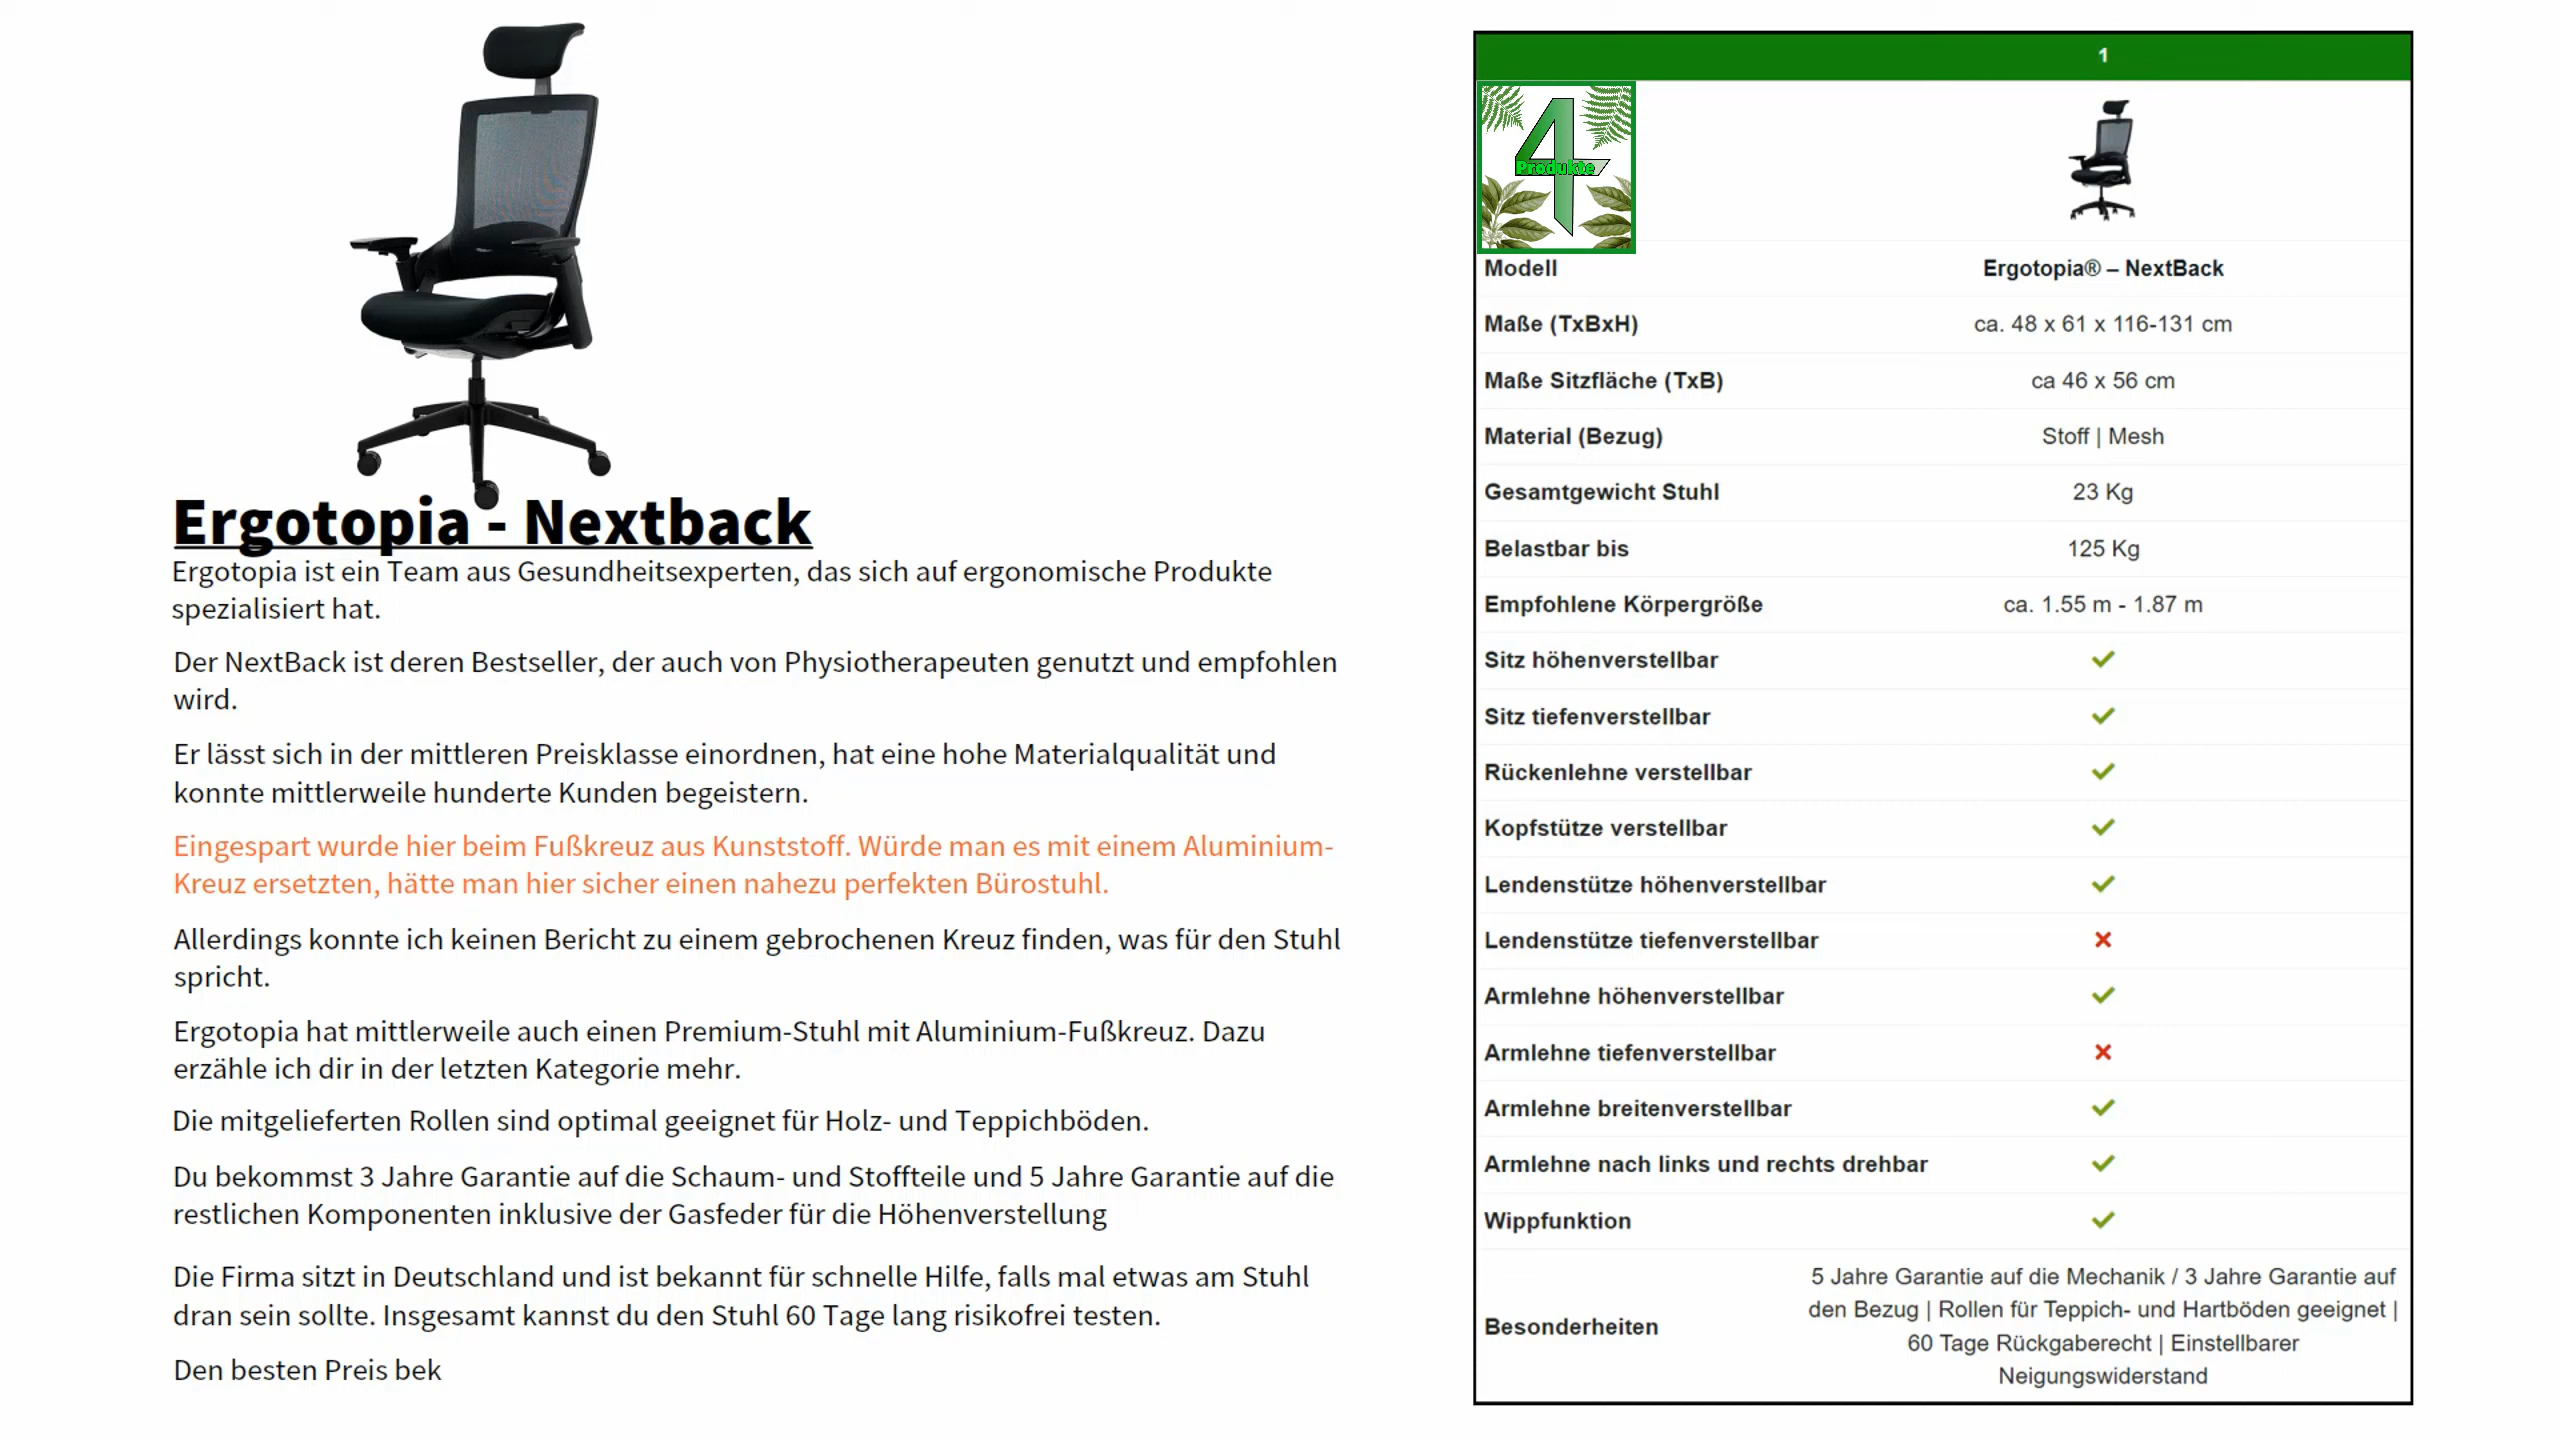 Ergotopia - Nextback
Ergotopia ist ein Team aus Gesundheitsexperten, das sich auf ergonomische Produkte
spezialisiert hat.
Der NextBack ist deren Bestseller, der auch von Physiotherapeuten genutzt und empfohlen
wird.
Er lässt sich in der mittleren Preisklasse einordnen, hat eine hohe Materialqualität und
konnte mittlerweile hunderte Kunden begeistern.
Eingespart wurde hier beim Fußkreuz aus Kunststoff. Würde man es mit einem Aluminium-
Kreuz ersetzten, hätte man hier sicher einen nahezu perfekten Bürostuhl.
Allerdings konnte ich keinen Bericht zu einem gebrochenen Kreuz finden, was für den Stuhl
spricht.
Ergotopia hat mittlerweile auch einen Premium-Stuhl mit Aluminium-Fußkreuz. Dazu
erzähle ich dir in der letzten Kategorie mehr.
Die mitgelieferten Rollen sind optimal geeignet für Holz- und Teppichböden.
Du bekommst 3 Jahre Garantie auf die Schaum- und Stoffteile und 5 Jahre Garantie auf die
restlichen Komponenten inklusive der Gasfeder für die Höhenverstellung
Die Firma sitzt in Deutschland und ist bekannt für schnelle Hilfe, falls mal etwas am Stuhl
dran sein sollte. Insgesamt kannst du den Stuhl 60 Tage lang risikofrei testen.
Den besten Preis bek
1
4
Produkte
Modell Ergotopia® – NextBack
Maße (TxBxH) ca. 48 x 61 x 116-131 cm
Maße Sitzfläche (TxB) ca 46 x 56 cm
Material (Bezug) Stoff | Mesh
Gesamtgewicht Stuhl 23 Kg
Belastbar bis 125 Kg
Empfohlene Körpergröße ca. 1.55 m - 1.87 m
Sitz höhenverstellbar
Sitz tiefenverstellbar
Rückenlehne verstellbar
Kopfstütze verstellbar
Lendenstütze höhenverstellbar
Lendenstütze tiefenverstellbar
Armlehne höhenverstellbar
Armlehne tiefenverstellbar
Armlehne breitenverstellbar
Armlehne nach links und rechts drehbar
Wippfunktion
Besonderheiten
5 Jahre Garantie auf die Mechanik / 3 Jahre Garantie auf
den Bezug | Rollen für Teppich- und Hartböden geeignet |
60 Tage Rückgaberecht | Einstellbarer
Neigungswiderstand